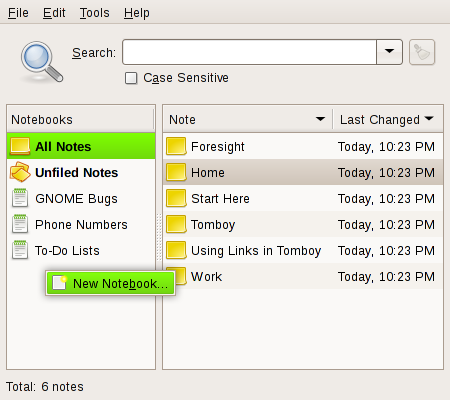 File Edit Tools Help
Search:
Case Sensitive
Notebooks
All Notes
Unfiled Notes
GNOME Bugs
Phone Numbers
To-Do Lists
New Notebook...
Note Last Changed
Foresight Today, 10:23 PM
Home Today, 10:23 PM
Start Here Today, 10:23 PM
Tomboy Today, 10:23 PM
Using Links in Tomboy Today, 10:23 PM
Work Today, 10:23 PM
Total: 6 notes